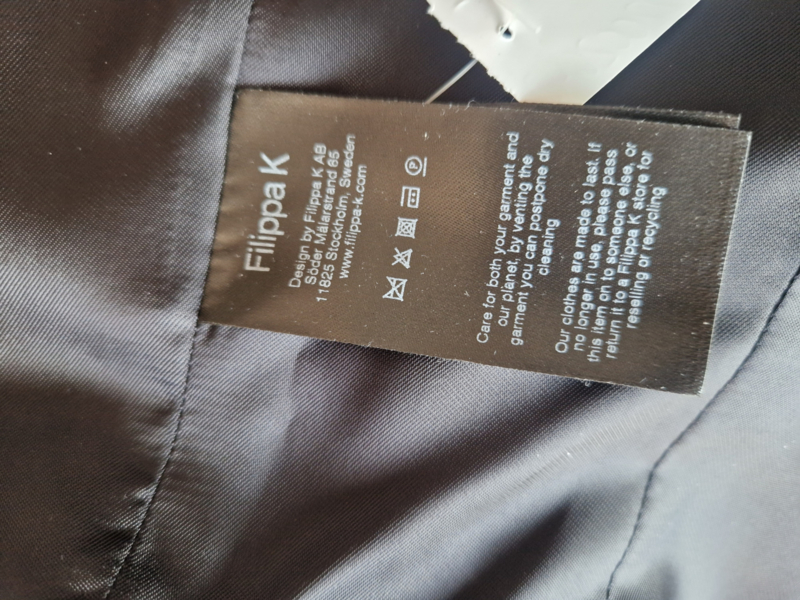 Filippa K
Design by Filippa K AB
Söder Mälarstrand 65
11825 Stockholm, Sweden
www.filippa-k.com
P
Care for both your garment and
our planet, by venting the
garment you can postpone dry
cleaning
Our clothes are made to last. If
no longer in use, please pass
this item on to someone else, or
return it to a Filippa K store for
reselling or recycling